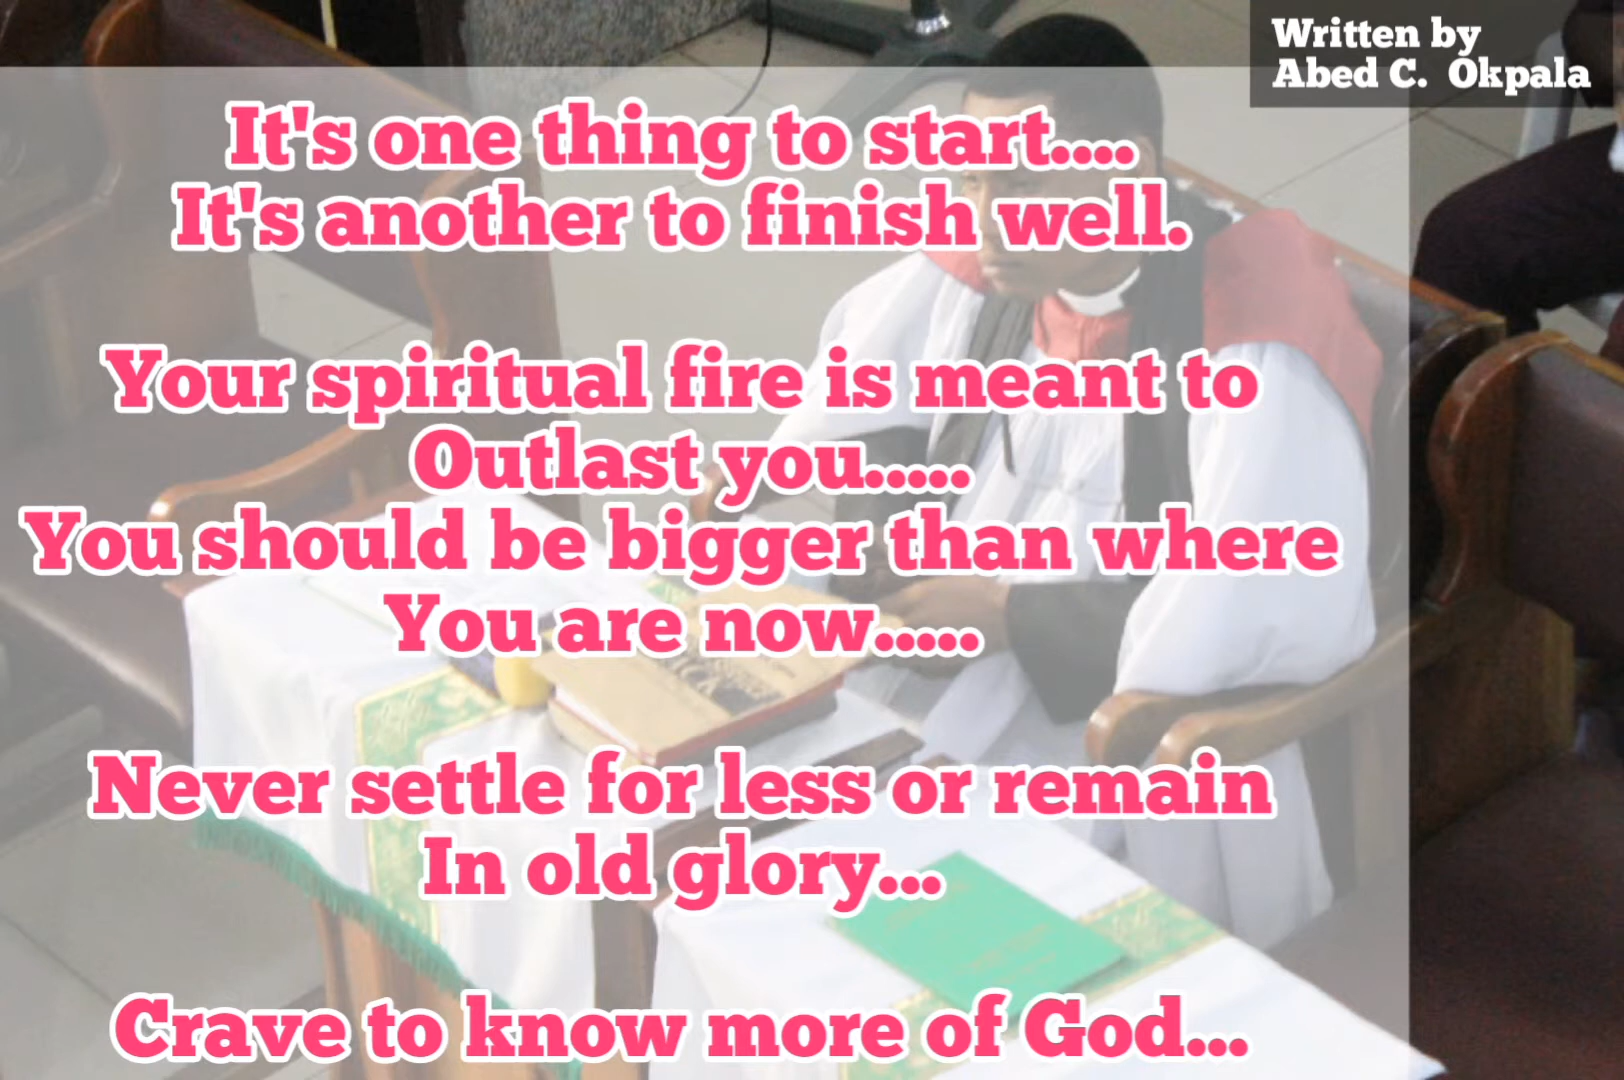 Written by
Abed C. Okpala
It's one thing to start....
It's another to finish well.
Your spiritual fire is meant to
Outlast you.....
You should be bigger than where
You are now.....
Never settle for less or remain
In old glory...
Crave to know more of God...